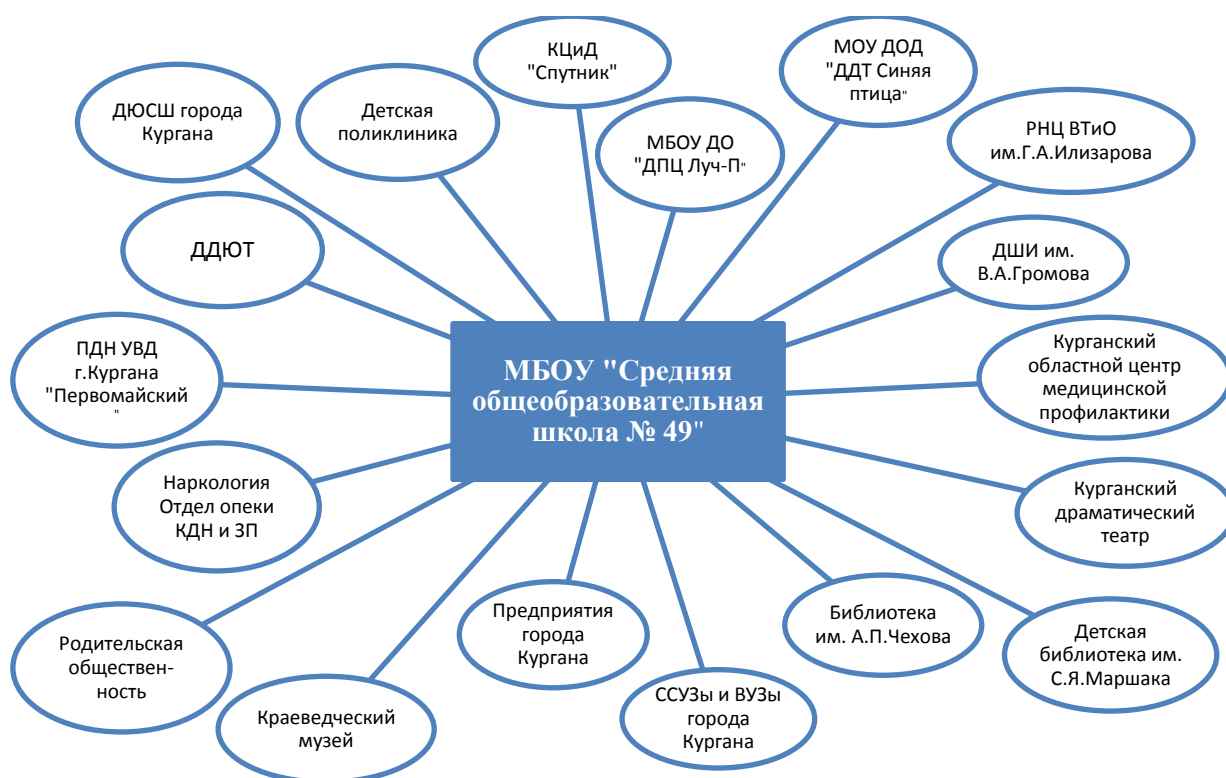 КЦиД
"Спутник"
МОУ ДОД
"ДДТ Синяя
птица"
ДЮСШ города
Кургана
Детская
поликлиника
МБОУ ДО
"ДПЦ Луч-П"
РНЦ ВТиО
им.Г.А.Илизарова
ДДЮТ
ДШИ им.
В.А.Громова
ПДН УВД
г.Кургана
"Первомайский
"
МБОУ "Средняя
общеобразовательная
школа № 49"
Курганский
областной центр
медицинской
профилактики
Наркология
Отдел опеки
КДН и ЗП
Курганский
драматический
театр
Родительская
обществен-
ность
Краеведческий
музей
Предприятия
города
Кургана
ССУЗы и ВУЗы
города
Кургана
Библиотека
им. А.П.Чехова
Детская
библиотека им.
С.Я.Маршака